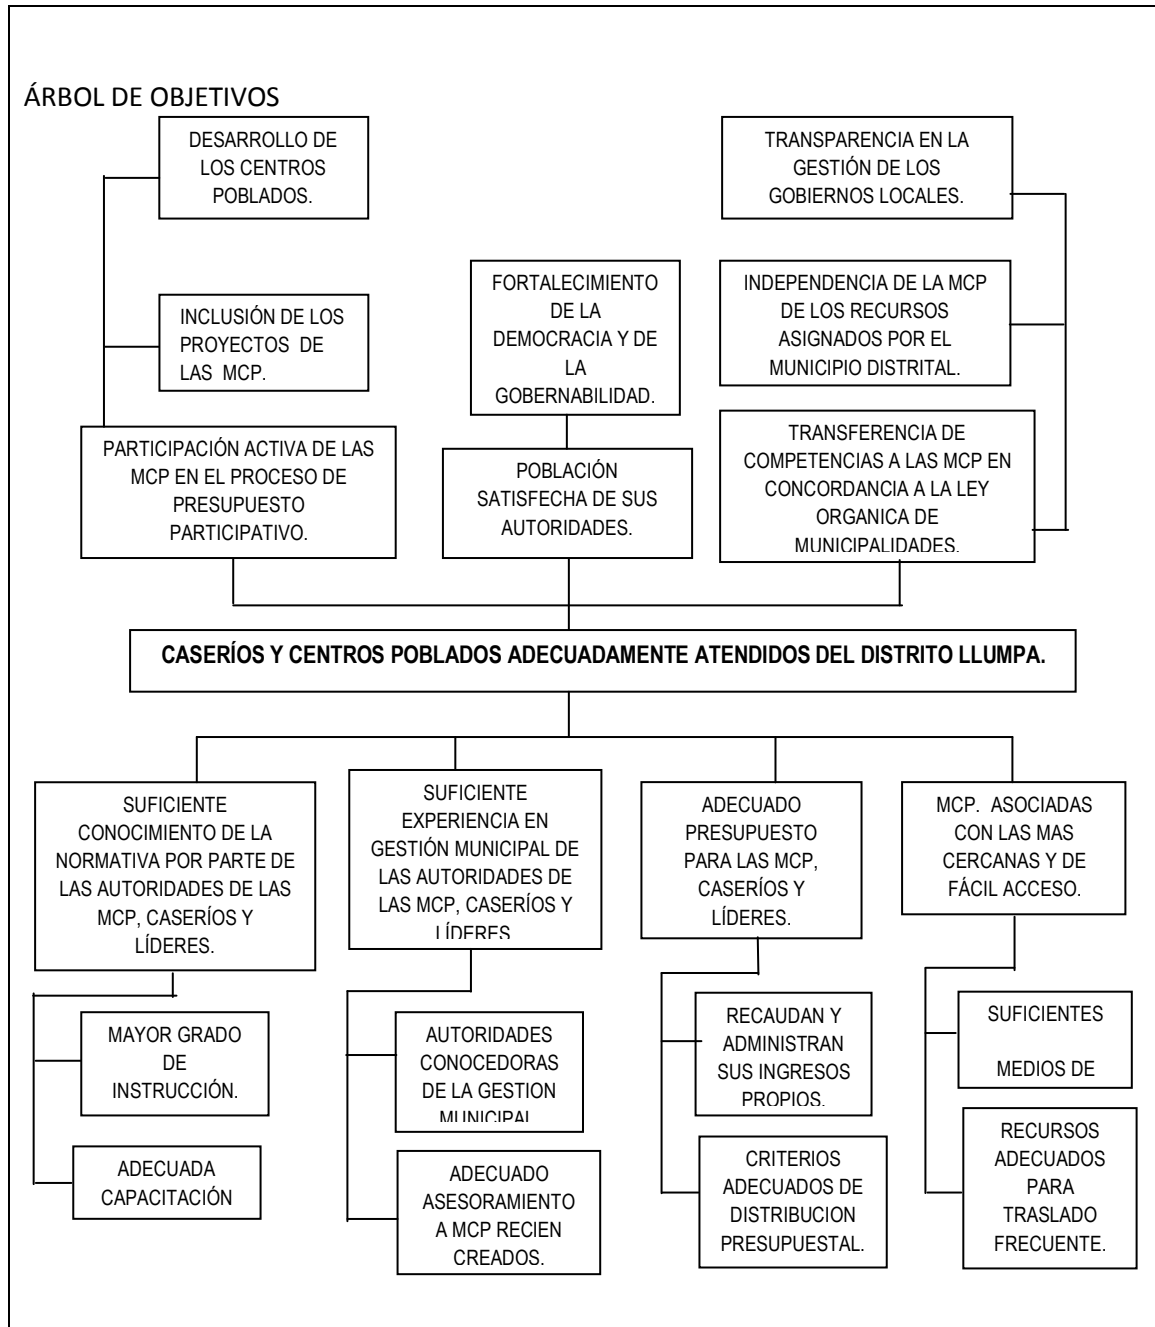 ÁRBOL DE OBJETIVOS
DESARROLLO DE
LOS CENTROS
POBLADOS.
TRANSPARENCIA EN LA
GESTIÓN DE LOS
GOBIERNOS LOCALES.
INCLUSIÓN DE LOS
PROYECTOS DE
LAS MCP.
FORTALECIMIENTO
DE LA
DEMOCRACIA Y DE
LA
GOBERNABILIDAD.
INDEPENDENCIA DE LA MCP
DE LOS RECURSOS
ASIGNADOS POR EL
MUNICIPIO DISTRITAL.
PARTICIPACIÓN ACTIVA DE LAS
MCP EN EL PROCESO DE
PRESUPUESTO
PARTICIPATIVO.
POBLACIÓN
SATISFECHA DE SUS
AUTORIDADES.
TRANSFERENCIA DE
COMPETENCIAS A LAS MCP EN
CONCORDANCIA A LA LEY
ORGANICA DE
MUNICIPALIDADES.
CASERÍOS Y CENTROS POBLADOS ADECUADAMENTE ATENDIDOS DEL DISTRITO LLUMPA.
SUFICIENTE
CONOCIMIENTO DE LA
NORMATIVA POR PARTE DE
LAS AUTORIDADES DE LAS
MCP, CASERÍOS Y
LÍDERES.
SUFICIENTE
EXPERIENCIA EN
GESTIÓN MUNICIPAL DE
LAS AUTORIDADES DE
LAS MCP, CASERÍOS Y
LÍDERES
ADECUADO
PRESUPUESTO
PARA LAS MCP,
CASERÍOS Y
LÍDERES.
MCP. ASOCIADAS
CON LAS MAS
CERCANAS Y DE
FÁCIL ACCESO.
MAYOR GRADO
DE
INSTRUCCIÓN.
AUTORIDADES
CONOCEDORAS
DE LA GESTION
MUNICIPAL
RECAUDAN Y
ADMINISTRAN
SUS INGRESOS
PROPIOS.
SUFICIENTES
MEDIOS DE
ADECUADA
CAPACITACIÓN
ADECUADO
ASESORAMIENTO
A MCP RECIEN
CREADOS.
CRITERIOS
ADECUADOS DE
DISTRIBUCION
PRESUPUESTAL.
RECURSOS
ADECUADOS
PARA
TRASLADO
FRECUENTE.